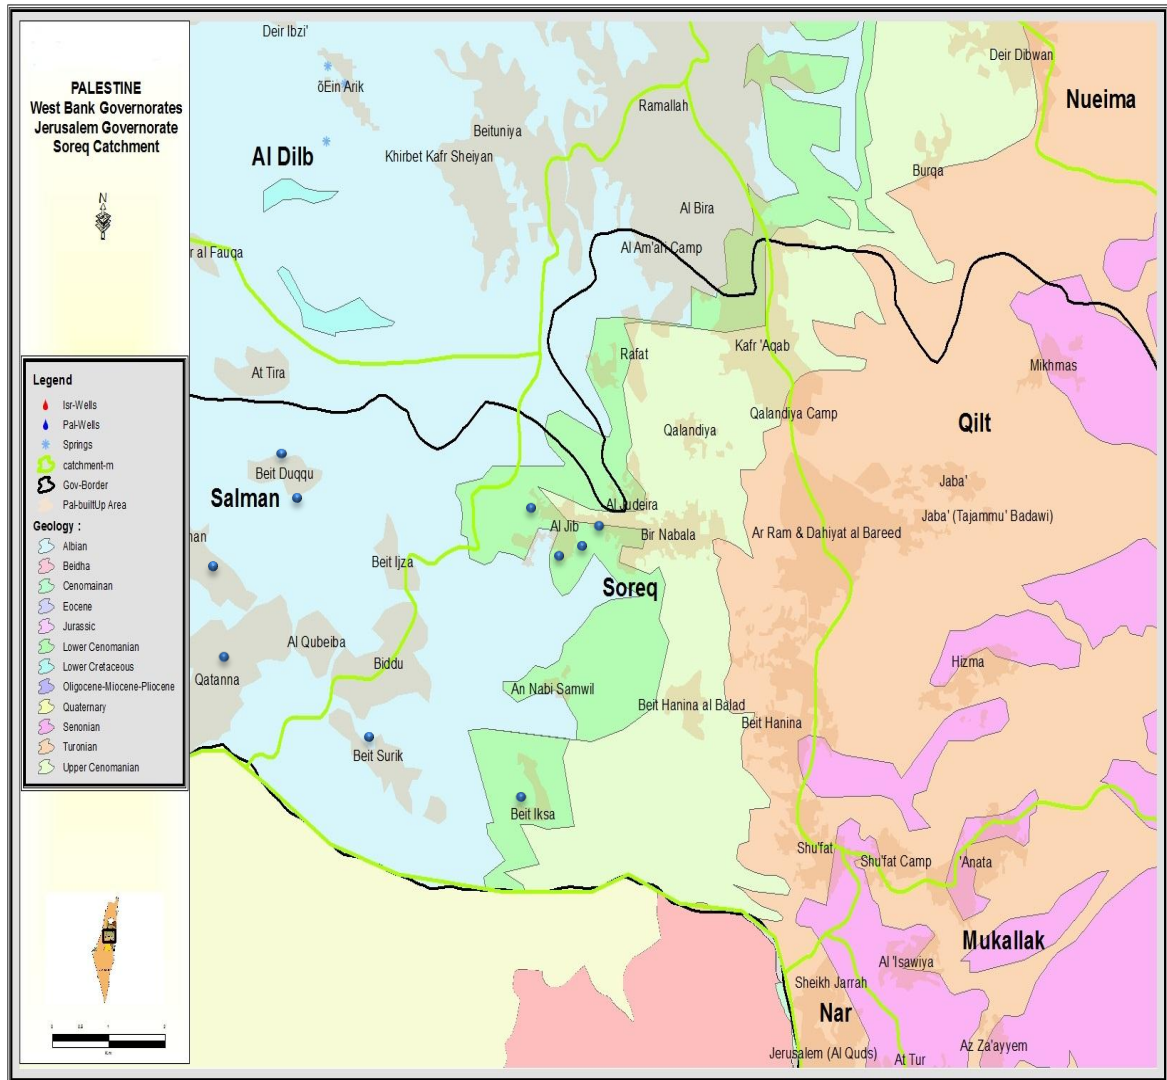 PALESTINE
West Bank Governorates
Jerusalem Governorate
Soreq Catchment
N
Legend
Isr-Wells
Pal-Wells
Springs
catchment-m
Gov-Border
Pal-builtUp Area
Geology :
Albian
Beidha
Cenomainan
Eocene
Jurassic
Lower Cenomanian
Lower Cretaceous
Oligocene-Miocene-Pliocene
Quaternary
Senonian
Turonian
Upper Cenomanian
Deir Ibzi'
Deir Dibwan
ðEin Arik
Nueima
Ramallah
Beituniya
Al Dilb
Khirbet Kafr Sheiyan
Burqa
Al Bira
r al Fauqa
Al Am'ari Camp
Rafat
Kafr 'Aqab
At Tira
Mikhmas
Qalandiya Camp
Qalandiya
Qilt
Beit Duqqu
Jaba'
Salman
Al Judeira
Jaba' (Tajammu' Badawi)
Al Jib
Bir Nabala
Ar Ram & Dahiyat al Bareed
nan
Beit Ijza
Soreq
Al Qubeiba
Biddu
Hizma
Qatanna
An Nabi Samwil
Beit Hanina al Balad
Beit Hanina
Beit Surik
Beit Iksa
Shu'fat
Shu'fat Camp
'Anata
Mukallak
Al 'Isawiya
Sheikh Jarrah
Nar
Jerusalem (Al Quds)
At Tur
Az Za'ayyem